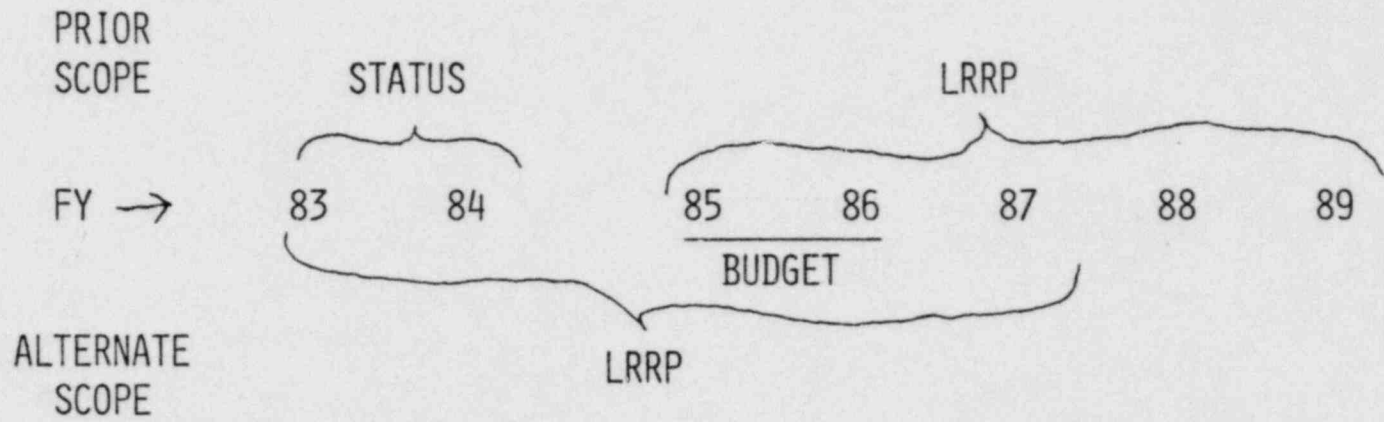 PRIOR
SCOPE
STATUS LRRP
FY → 83 84 85 86 87 88 89
BUDGET
LRRP
ALTERNATE
SCOPE